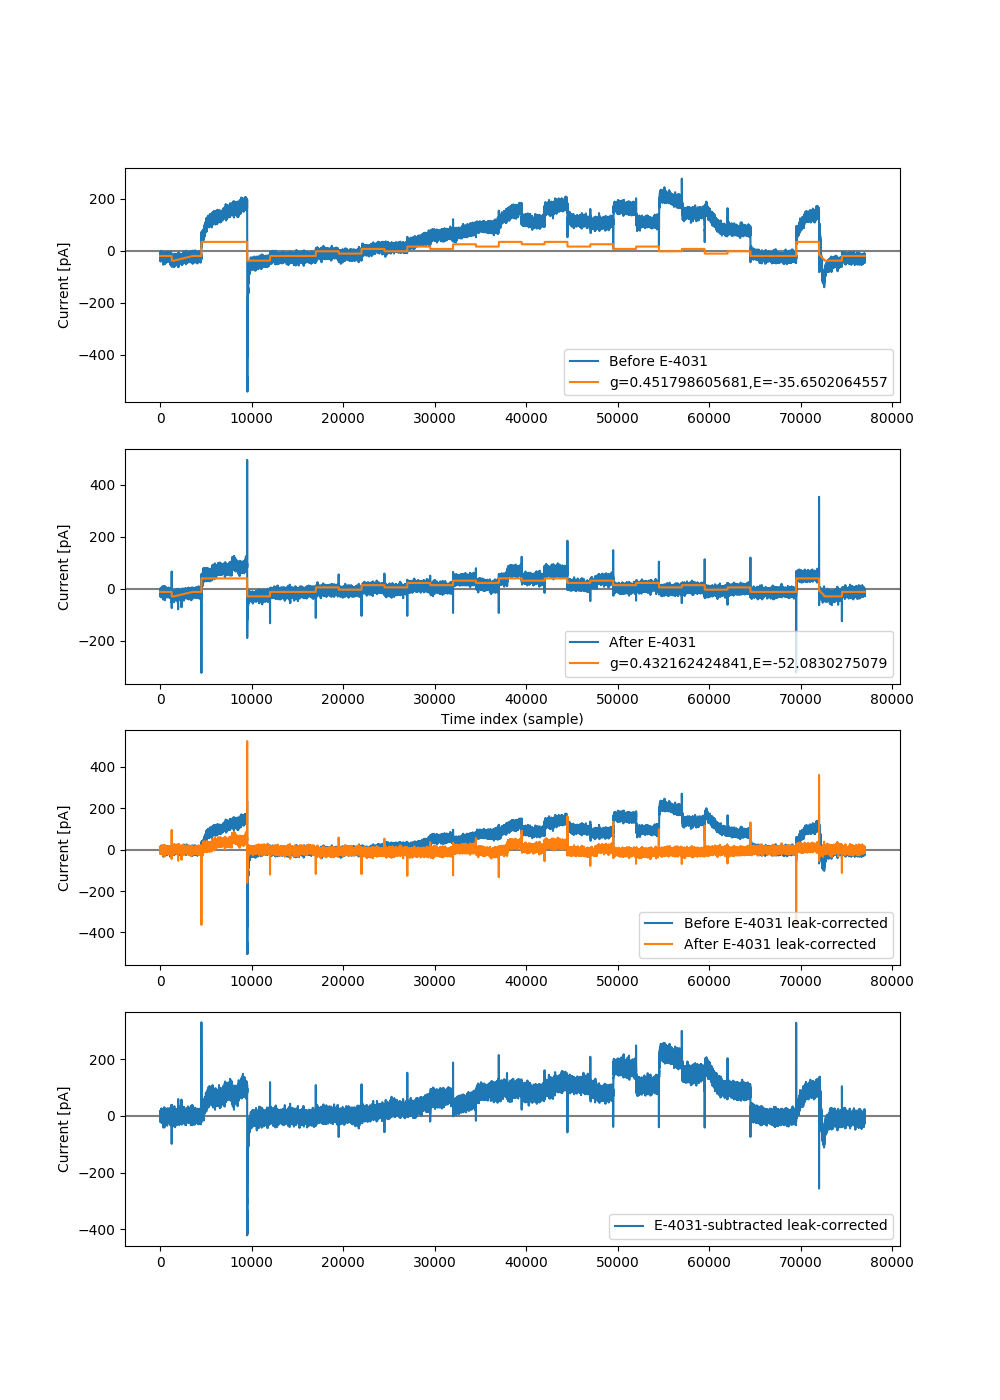 200
0
−200
−400
Current [pA]
Before E-4031
g=0.451798605681,E=-35.6502064557
0 10000 20000 30000 40000 50000 60000 70000 80000
400
200
0
−200
Current [pA]
After E-4031
g=0.432162424841,E=-52.0830275079
0 10000 20000 30000 40000 50000 60000 70000 80000
Time index (sample)
400
200
0
−200
−400
Current [pA]
Before E-4031 leak-corrected
After E-4031 leak-corrected
0 10000 20000 30000 40000 50000 60000 70000 80000
200
0
−200
−400
Current [pA]
E-4031-subtracted leak-corrected
0 10000 20000 30000 40000 50000 60000 70000 80000